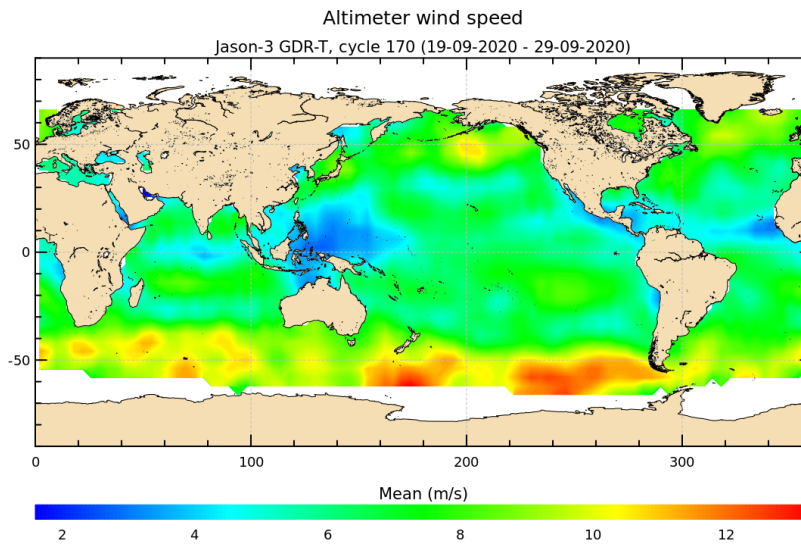 Altimeter wind speed
Jason-3 GDR-T, cycle 170 (19-09-2020 - 29-09-2020)
50
0
-50
0 100 200 300
Mean (m/s)
2 4 6 8 10 12